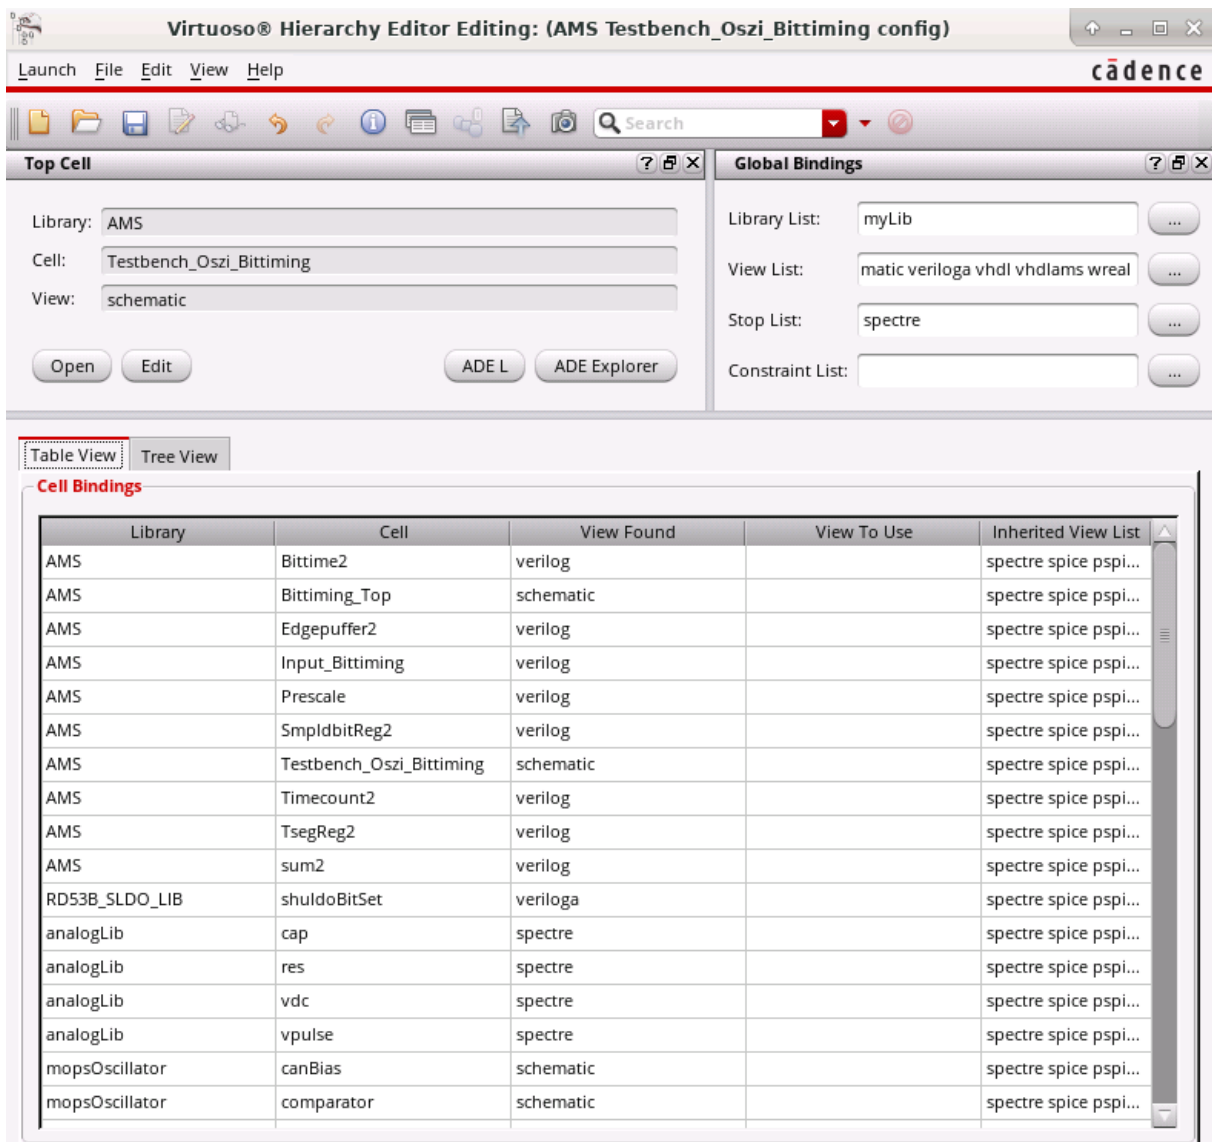 Virtuoso® Hierarchy Editor Editing: (AMS Testbench_Oszi_Bittiming config)
Launch File Edit View Help
cādence
Search
Top Cell
Library: AMS
Cell: Testbench_Oszi_Bittiming
View: schematic
Open Edit ADE L ADE Explorer
Global Bindings
Library List: myLib ...
View List: matic veriloga vhdl vhdlams wreal ...
Stop List: spectre ...
Constraint List: ...
Table View Tree View
Cell Bindings
Library Cell View Found View To Use Inherited View List
AMS Bittime2 verilog spectre spice pspi...
AMS Bittiming_Top schematic spectre spice pspi...
AMS Edgepuffer2 verilog spectre spice pspi...
AMS Input_Bittiming verilog spectre spice pspi...
AMS Prescale verilog spectre spice pspi...
AMS SmpldbitReg2 verilog spectre spice pspi...
AMS Testbench_Oszi_Bittiming schematic spectre spice pspi...
AMS Timecount2 verilog spectre spice pspi...
AMS TsegReg2 verilog spectre spice pspi...
AMS sum2 verilog spectre spice pspi...
RD53B_SLDO_LIB shuldoBitSet veriloga spectre spice pspi...
analogLib cap spectre spectre spice pspi...
analogLib res spectre spectre spice pspi...
analogLib vdc spectre spectre spice pspi...
analogLib vpulse spectre spectre spice pspi...
mopsOscillator canBias schematic spectre spice pspi...
mopsOscillator comparator schematic spectre spice pspi...